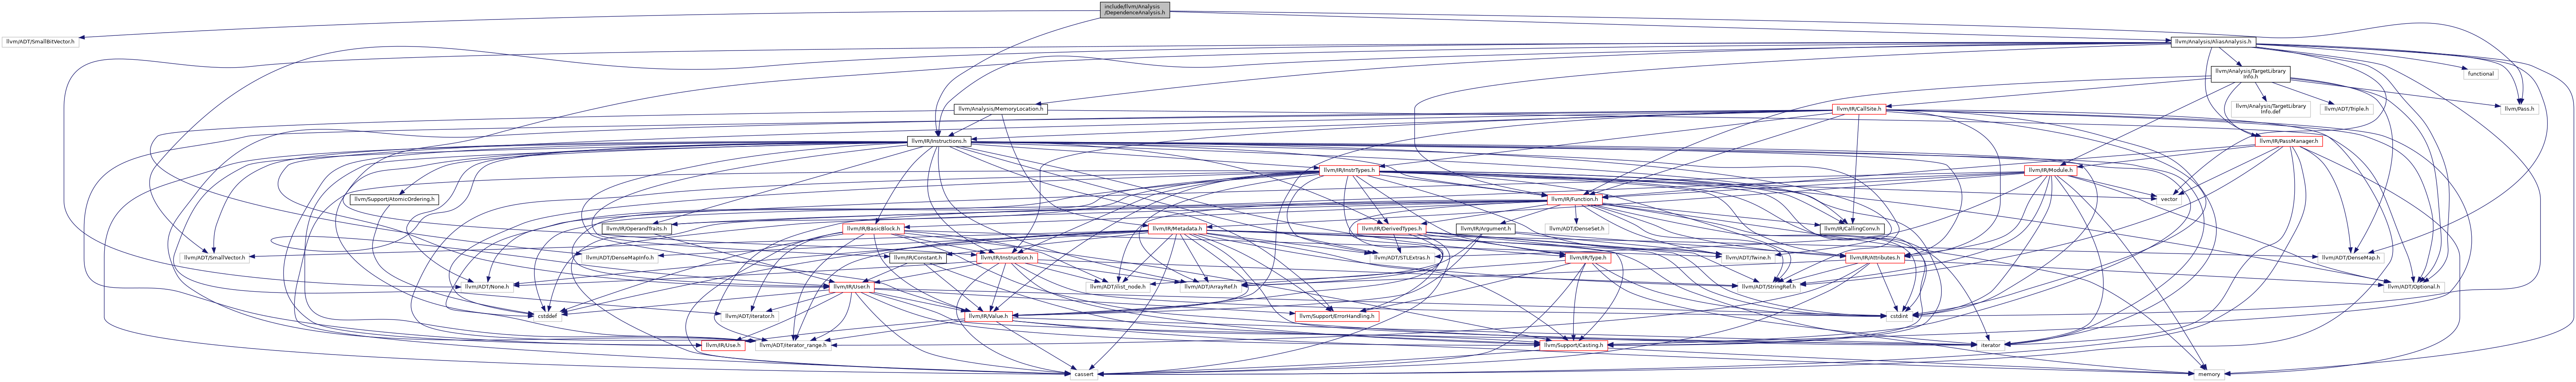 include/llvm/Analysis
/DependenceAnalysis.h
llvm/ADT/SmallBitVector.h
llvm/Analysis/AliasAnalysis.h
llvm/Analysis/TargetLibrary
Info.h
functional
llvm/Analysis/MemoryLocation.h
llvm/IR/CallSite.h
llvm/Analysis/TargetLibrary
Info.def
llvm/ADT/Triple.h
llvm/Pass.h
llvm/IR/Instructions.h
llvm/IR/PassManager.h
llvm/IR/InstrTypes.h
llvm/IR/Module.h
llvm/Support/AtomicOrdering.h
llvm/IR/Function.h
vector
llvm/IR/OperandTraits.h
llvm/IR/BasicBlock.h
llvm/IR/Metadata.h
llvm/IR/DerivedTypes.h
llvm/IR/Argument.h
llvm/ADT/DenseSet.h
llvm/IR/CallingConv.h
llvm/ADT/SmallVector.h
llvm/ADT/DenseMapInfo.h
llvm/IR/Constant.h
llvm/IR/Instruction.h
llvm/ADT/STLExtras.h
llvm/IR/Type.h
llvm/ADT/Twine.h
llvm/IR/Attributes.h
llvm/ADT/DenseMap.h
llvm/ADT/None.h
llvm/IR/User.h
llvm/ADT/ilist_node.h
llvm/ADT/ArrayRef.h
llvm/ADT/StringRef.h
llvm/ADT/Optional.h
cstddef
llvm/ADT/iterator.h
llvm/IR/Value.h
llvm/Support/ErrorHandling.h
cstdint
llvm/IR/Use.h
llvm/ADT/iterator_range.h
llvm/Support/Casting.h
iterator
cassert
memory